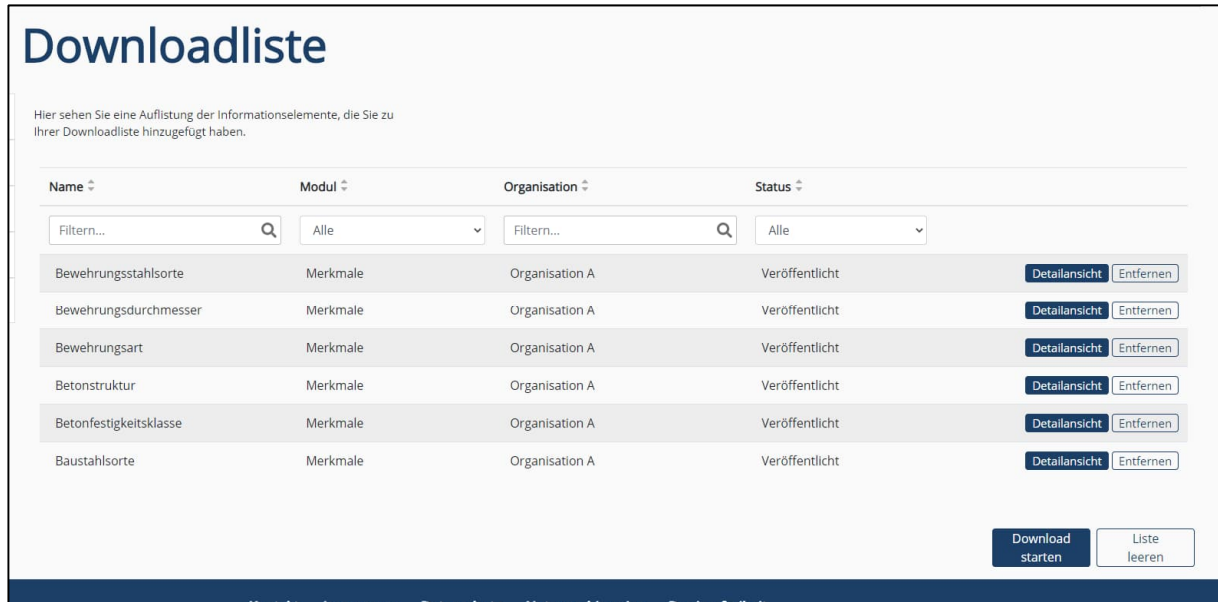 Downloadliste
Hier sehen Sie eine Auflistung der Informationselemente, die Sie zu
Ihrer Downloadliste hinzugefügt haben.
Name Modul Organisation Status
Filtern... Alle Filtern... Alle
Bewehrungsstahlsorte Merkmale Organisation A Veröffentlicht Detailansicht Entfernen
Bewehrungsdurchmesser Merkmale Organisation A Veröffentlicht Detailansicht Entfernen
Bewehrungsart Merkmale Organisation A Veröffentlicht Detailansicht Entfernen
Betonstruktur Merkmale Organisation A Veröffentlicht Detailansicht Entfernen
Betonfestigkeitsklasse Merkmale Organisation A Veröffentlicht Detailansicht Entfernen
Baustahlsorte Merkmale Organisation A Veröffentlicht Detailansicht Entfernen
Download Liste
starten leeren